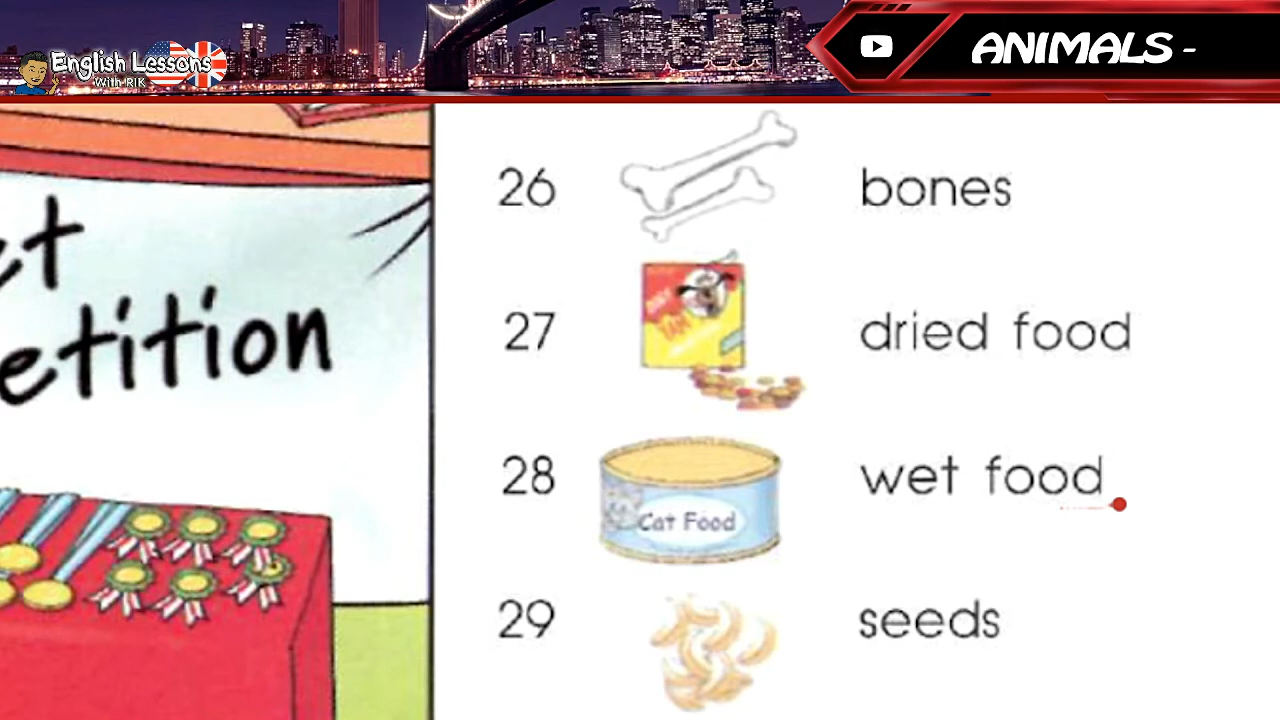 English Lessons
With RIK
ANIMALS -
et
etition
26 bones
27 dried food
28 Cat Food wet food
29 seeds